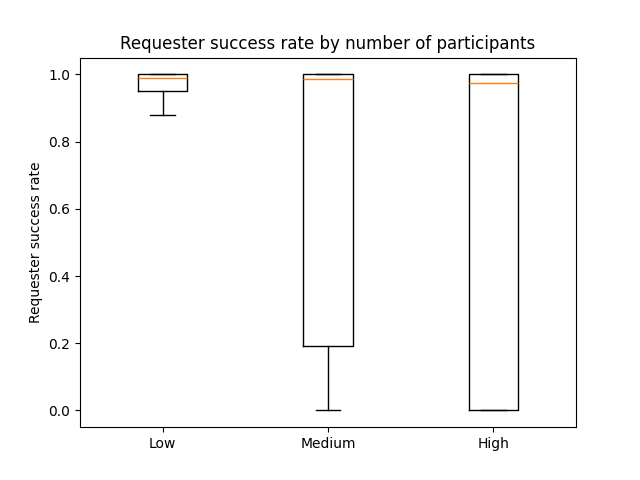 Requester success rate by number of participants
Requester success rate
1.0
0.8
0.6
0.4
0.2
0.0
Low
Medium
High